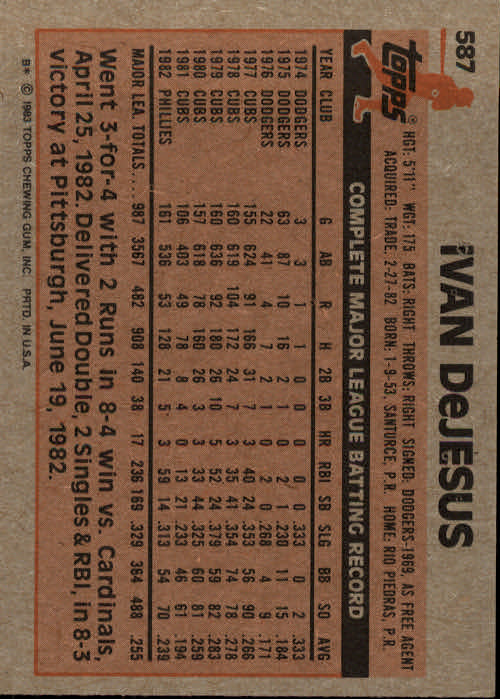 587
topps®
IVAN DeJESUS
HGT: 5'11" WGT: 175 BATS: RIGHT THROWS: RIGHT SIGNED: DODGERS-1969, AS FREE AGENT
ACQUIRED: TRADE 2-27-82 BORN: 1-9-53, SANTURCE, P.R. HOME: RIO PIEDRAS, P.R.
COMPLETE MAJOR LEAGUE BATTING RECORD
YEAR CLUB G AB R H 2B 3B HR RBI SB SLG BB SO AVG
1974 DODGERS 3 3 1 1 0 0 0 0 0 .333 0 2 .333
1975 DODGERS 63 87 10 16 2 1 0 2 1 .230 11 15 .184
1976 DODGERS 22 41 4 7 2 1 0 2 0 .268 4 9 .171
1977 CUBS 155 624 91 166 31 7 3 40 24 .353 56 90 .266
1978 CUBS 160 619 104 172 24 7 3 35 41 .354 74 78 .278
1979 CUBS 160 636 92 180 26 10 5 52 24 .379 59 82 .283
1980 CUBS 157 618 78 160 26 3 3 33 44 .325 60 81 .259
1981 CUBS 106 403 49 78 8 4 0 13 21 .233 46 61 .194
1982 PHILLIES 161 536 53 128 21 5 3 59 14 .313 54 70 .239
MAJOR LEA. TOTALS .... 987 3567 482 908 140 38 17 236 169 .329 364 488 .255
Went 3-for-4 with 2 Runs in 8-4 win vs. Cardinals,
April 25, 1982. Delivered Double, 2 Singles & RBI, in 8-3
victory at Pittsburgh, June 19, 1982.
B* © 1983 TOPPS CHEWING GUM, INC. PRTD. IN U.S.A.